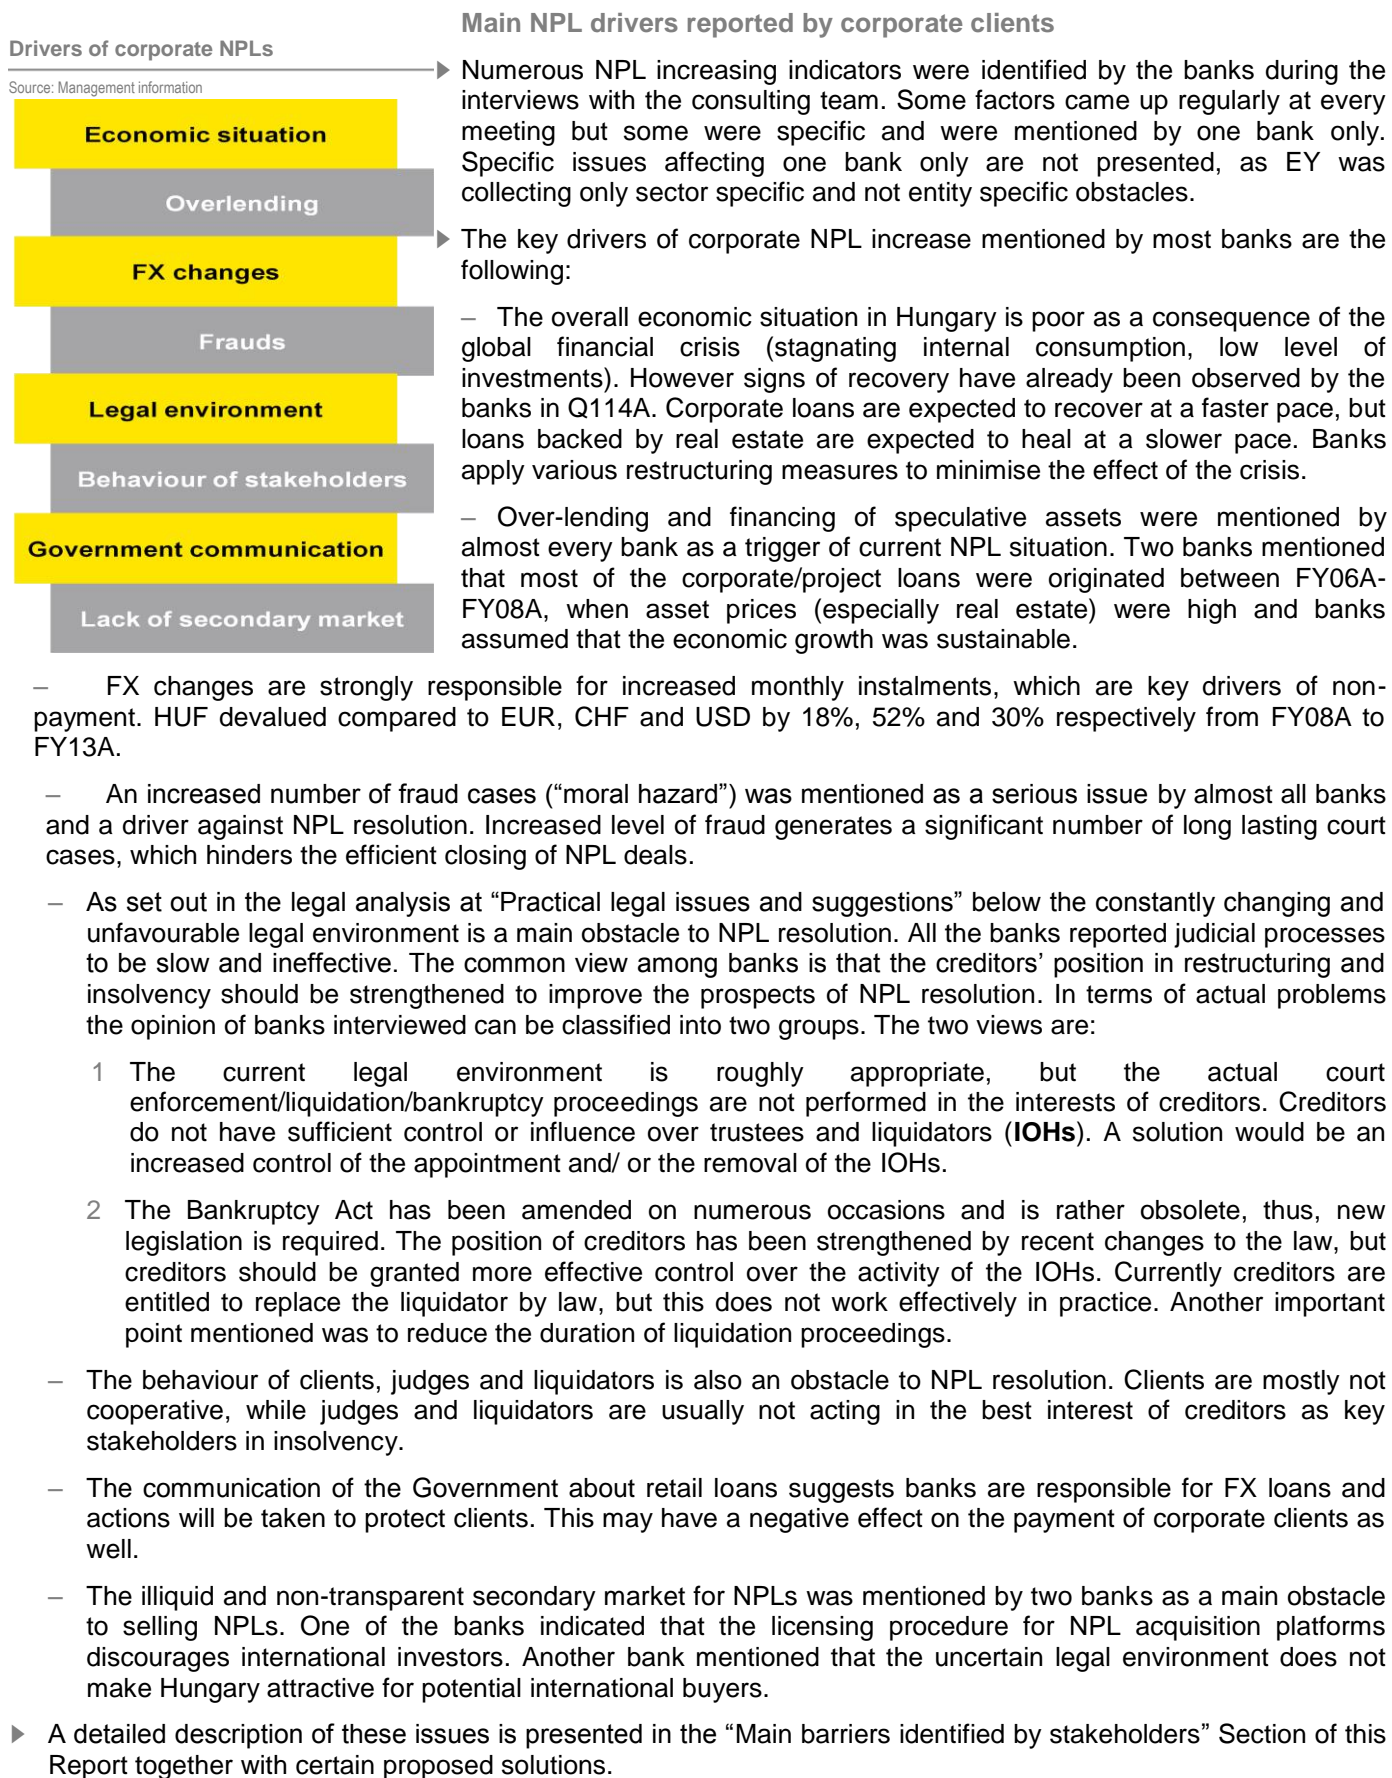 Main NPL drivers reported by corporate clients
Drivers of corporate NPLs
Source: Management information
Economic situation
Overlending
FX changes
Frauds
Legal environment
Behaviour of stakeholders
Government communication
Lack of secondary market
Numerous NPL increasing indicators were identified by the banks during the
interviews with the consulting team. Some factors came up regularly at every
meeting but some were specific and were mentioned by one bank only.
Specific issues affecting one bank only are not presented, as EY was
collecting only sector specific and not entity specific obstacles.
The key drivers of corporate NPL increase mentioned by most banks are the
following:
– The overall economic situation in Hungary is poor as a consequence of the
global financial crisis (stagnating internal consumption, low level of
investments). However signs of recovery have already been observed by the
banks in Q114A. Corporate loans are expected to recover at a faster pace, but
loans backed by real estate are expected to heal at a slower pace. Banks
apply various restructuring measures to minimise the effect of the crisis.
– Over-lending and financing of speculative assets were mentioned by
almost every bank as a trigger of current NPL situation. Two banks mentioned
that most of the corporate/project loans were originated between FY06A-
FY08A, when asset prices (especially real estate) were high and banks
assumed that the economic growth was sustainable.
– FX changes are strongly responsible for increased monthly instalments, which are key drivers of non-
payment. HUF devalued compared to EUR, CHF and USD by 18%, 52% and 30% respectively from FY08A to
FY13A.
– An increased number of fraud cases (“moral hazard”) was mentioned as a serious issue by almost all banks
and a driver against NPL resolution. Increased level of fraud generates a significant number of long lasting court
cases, which hinders the efficient closing of NPL deals.
– As set out in the legal analysis at “Practical legal issues and suggestions” below the constantly changing and
unfavourable legal environment is a main obstacle to NPL resolution. All the banks reported judicial processes
to be slow and ineffective. The common view among banks is that the creditors’ position in restructuring and
insolvency should be strengthened to improve the prospects of NPL resolution. In terms of actual problems
the opinion of banks interviewed can be classified into two groups. The two views are:
1 The current legal environment is roughly appropriate, but the actual court
enforcement/liquidation/bankruptcy proceedings are not performed in the interests of creditors. Creditors
do not have sufficient control or influence over trustees and liquidators (IOHs). A solution would be an
increased control of the appointment and/ or the removal of the IOHs.
2 The Bankruptcy Act has been amended on numerous occasions and is rather obsolete, thus, new
legislation is required. The position of creditors has been strengthened by recent changes to the law, but
creditors should be granted more effective control over the activity of the IOHs. Currently creditors are
entitled to replace the liquidator by law, but this does not work effectively in practice. Another important
point mentioned was to reduce the duration of liquidation proceedings.
– The behaviour of clients, judges and liquidators is also an obstacle to NPL resolution. Clients are mostly not
cooperative, while judges and liquidators are usually not acting in the best interest of creditors as key
stakeholders in insolvency.
– The communication of the Government about retail loans suggests banks are responsible for FX loans and
actions will be taken to protect clients. This may have a negative effect on the payment of corporate clients as
well.
– The illiquid and non-transparent secondary market for NPLs was mentioned by two banks as a main obstacle
to selling NPLs. One of the banks indicated that the licensing procedure for NPL acquisition platforms
discourages international investors. Another bank mentioned that the uncertain legal environment does not
make Hungary attractive for potential international buyers.
A detailed description of these issues is presented in the “Main barriers identified by stakeholders” Section of this
Report together with certain proposed solutions.